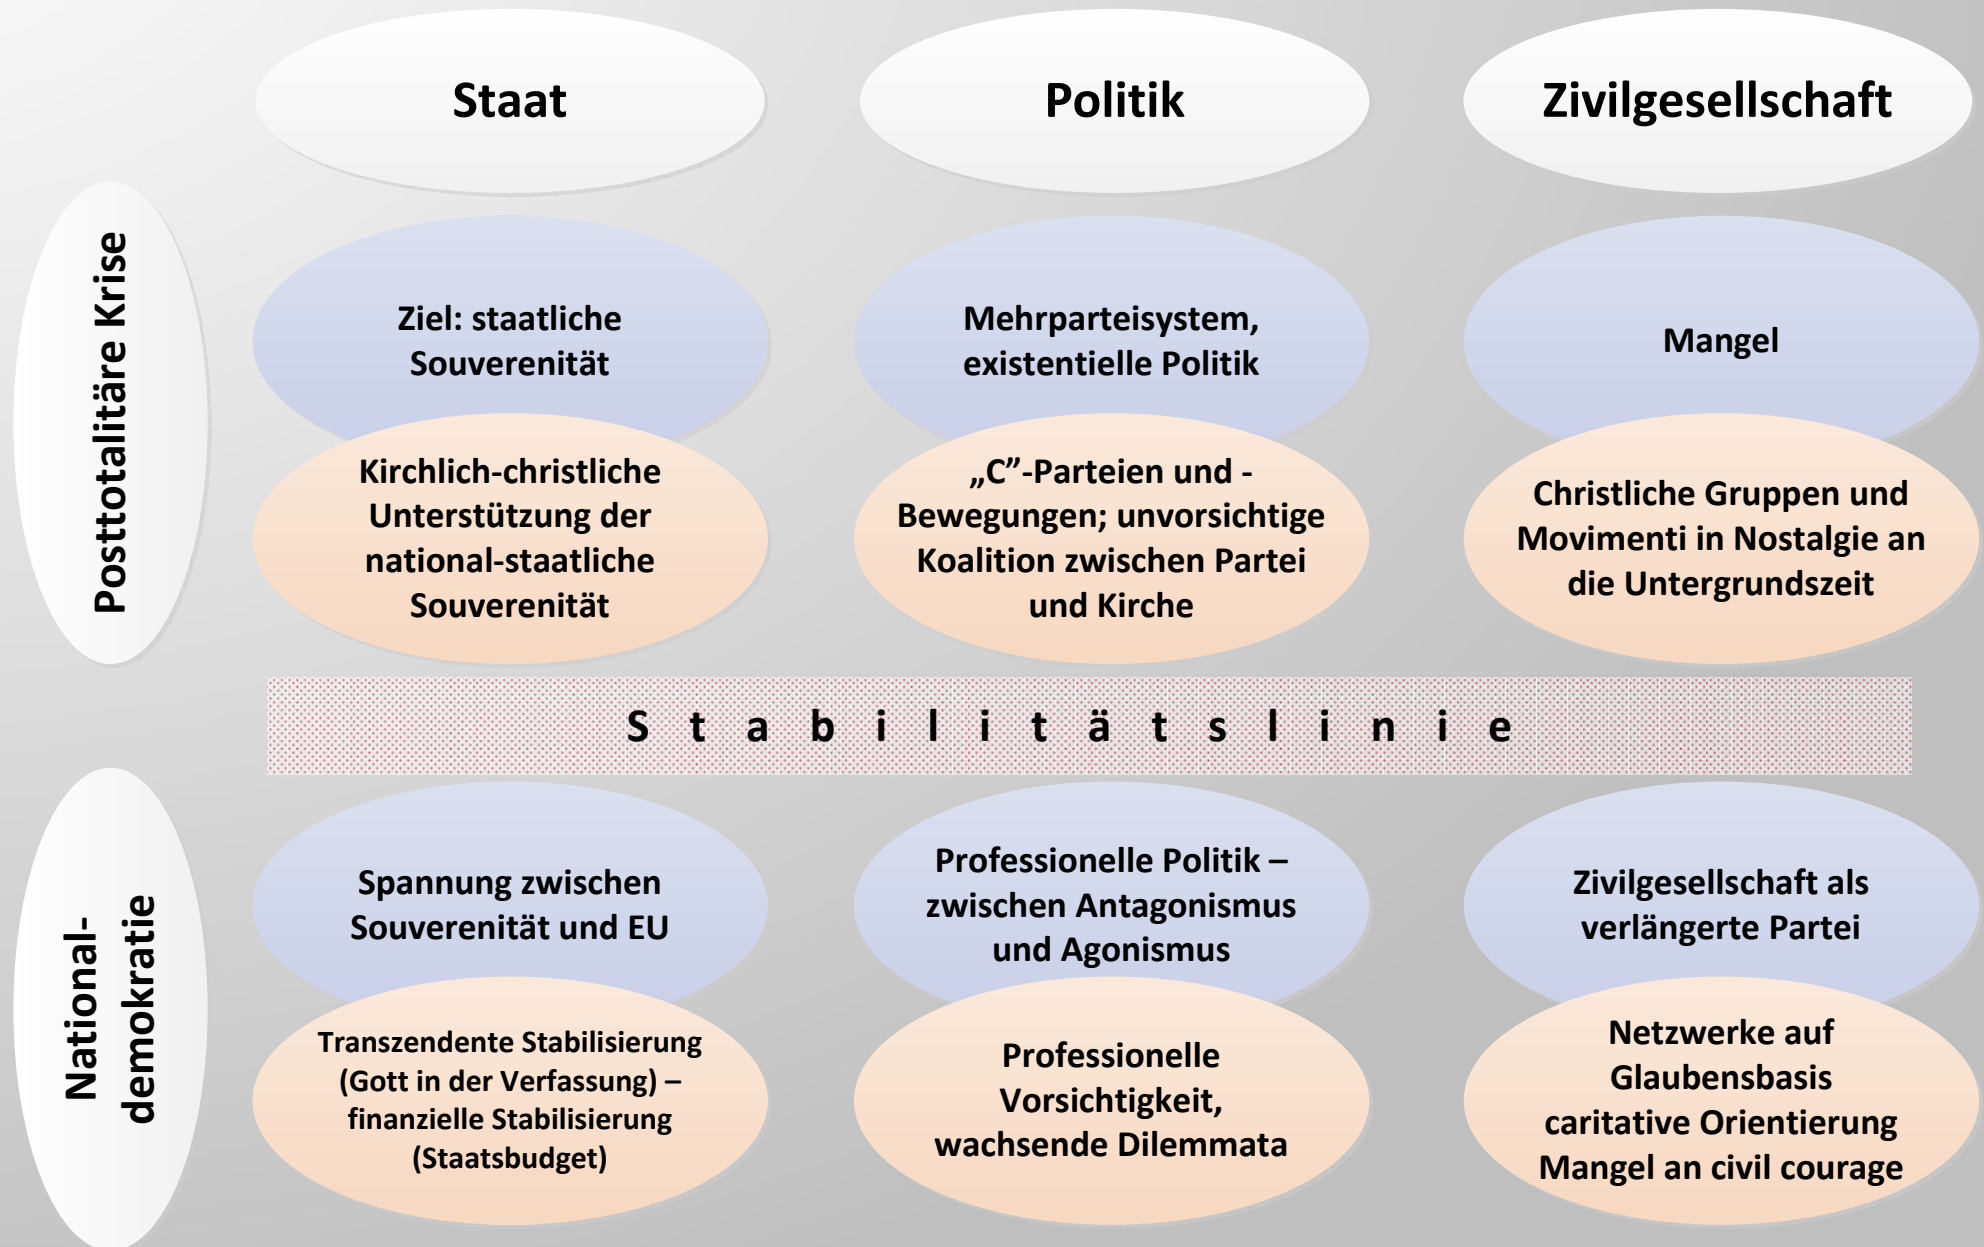 Staat
Politik
Zivilgesellschaft
Posttotalitäre Krise
Ziel: staatliche
Souverenität
Mehrparteisystem,
existentielle Politik
Mangel
Kirchlich-christliche
Unterstützung der
national-staatliche
Souverenität
„C”-Parteien und -
Bewegungen; unvorsichtige
Koalition zwischen Partei
und Kirche
Christliche Gruppen und
Movimenti in Nostalgie an
die Untergrundszeit
S t a b i l i t ä t s l i n i e
National-
demokratie
Spannung zwischen
Souverenität und EU
Professionelle Politik –
zwischen Antagonismus
und Agonismus
Zivilgesellschaft als
verlängerte Partei
Transzendente Stabilisierung
(Gott in der Verfassung) –
finanzielle Stabilisierung
(Staatsbudget)
Professionelle
Vorsichtigkeit,
wachsende Dilemmata
Netzwerke auf
Glaubensbasis
caritative Orientierung
Mangel an civil courage